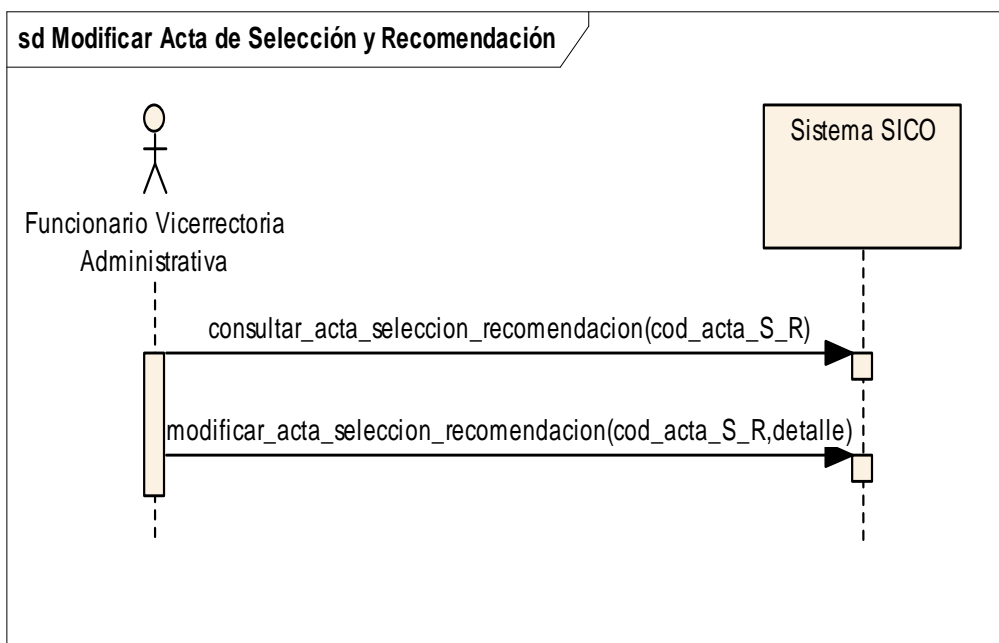 sd Modificar Acta de Selección y Recomendación
Sistema SICO
Funcionario Vicerrectoria
Administrativa
consultar_acta_seleccion_recomendacion(cod_acta_S_R)
modificar_acta_seleccion_recomendacion(cod_acta_S_R,detalle)